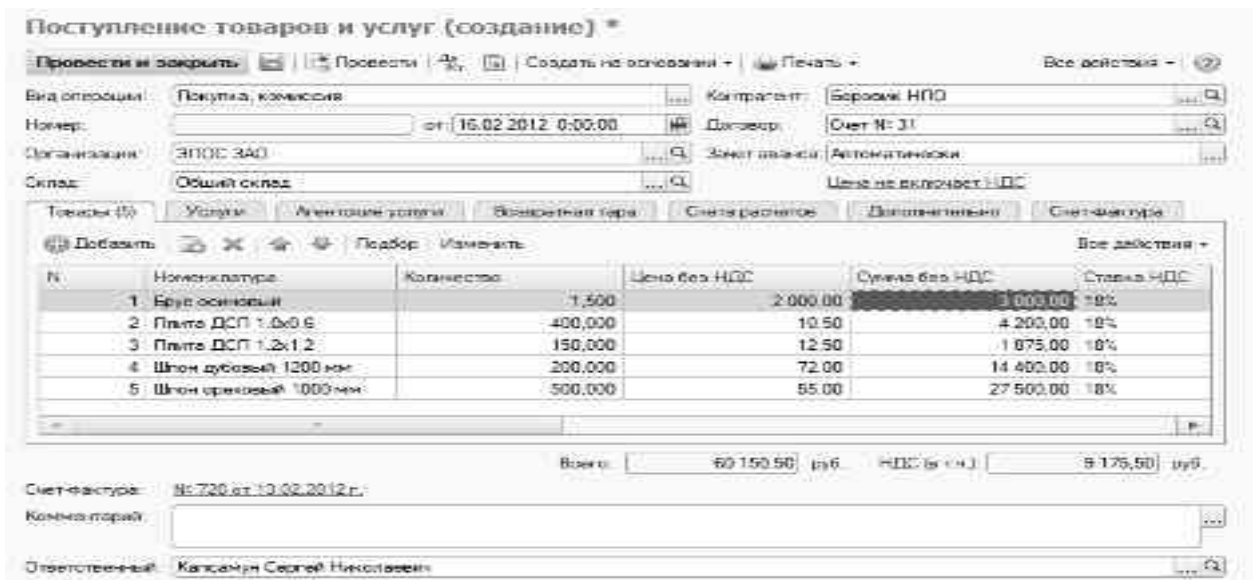 Поступление товаров и услуг (создание) *
Провести и закрыть Провести Создать на основании Печать Все действия
Вид операции: Покупка, комиссия ... Контрагент: Боровик НПО ...
Номер: от: 16.02.2012 0:00:00 Договор: Счет № 31 ...
Организация: ЭПОС ЗАО ... Зачет аванса: Автоматически ...
Склад: Общий склад ... Цена не включает НДС
Товары (5) Услуги Агентские услуги Возвратная тара Счета расчетов Дополнительно Счет-фактура
Добавить Подбор Изменить Все действия
N Номенклатура Количество Цена без НДС Сумма без НДС Ставка НДС
1 Брус осиновый 1,500 2 000,00 3 000,00 18%
2 Плита ДСП 1.0х0.6 400,000 10,50 4 200,00 18%
3 Плита ДСП 1.2х1.2 150,000 12,50 1 875,00 18%
4 Шпон дубовый 1200 мм 200,000 72,00 14 400,00 18%
5 Шпон ореховый 1000 мм 500,000 55,00 27 500,00 18%
Всего: 60 150,50 руб. НДС (в т.ч.): 9 175,50 руб.
Счет-фактура: № 720 от 13.02.2012 г.
Комментарий: ...
Ответственный: Капсамун Сергей Николаевич ...